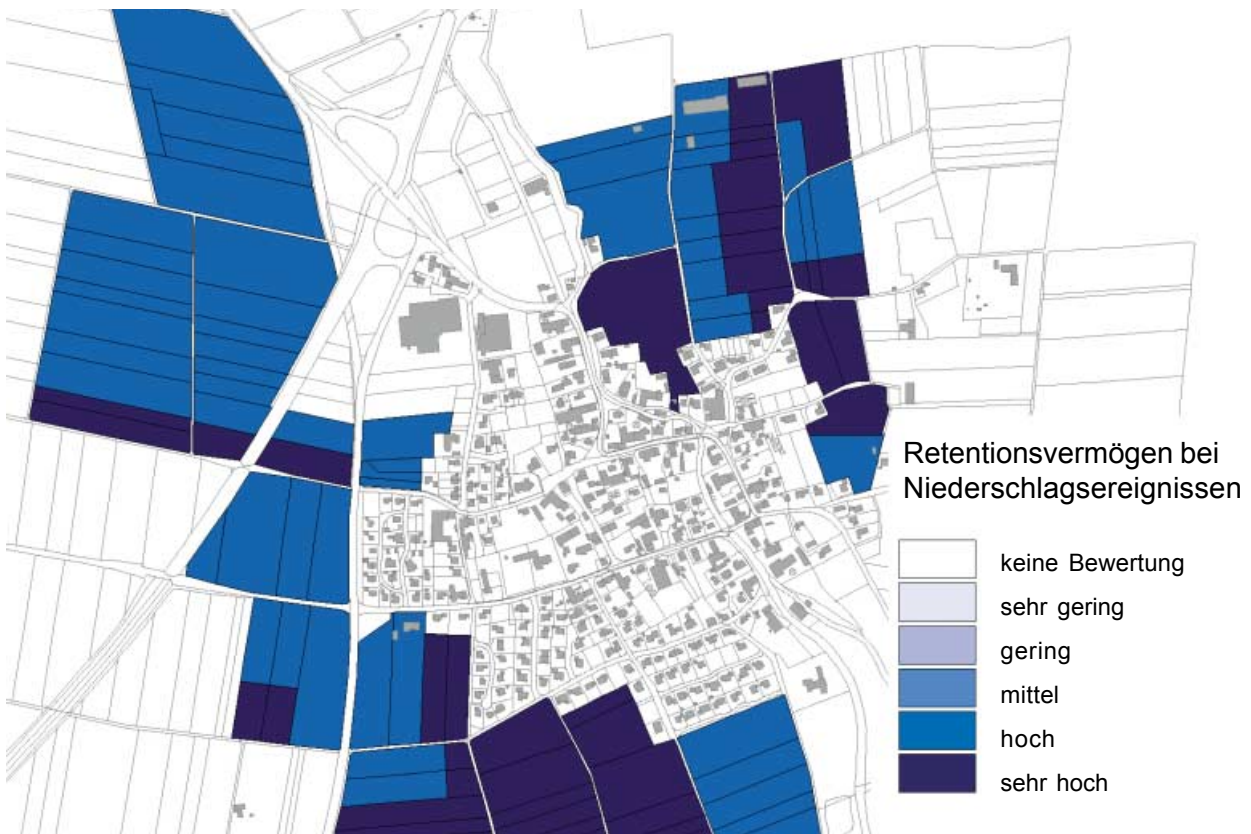 Retentionsvermögen bei
Niederschlagsereignissen
keine Bewertung
sehr gering
gering
mittel
hoch
sehr hoch